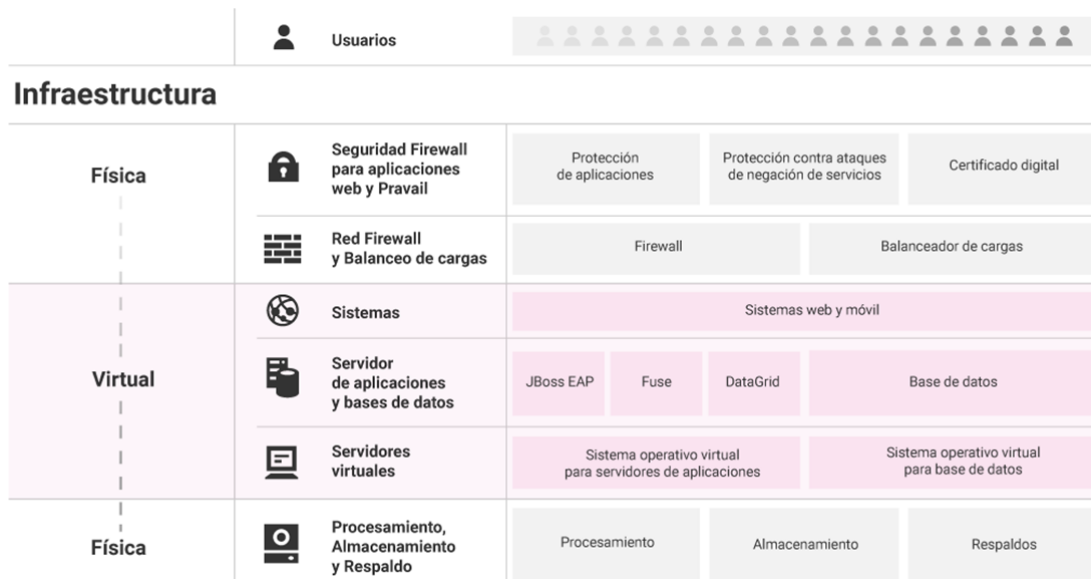 Usuarios
Infraestructura
Física
Seguridad Firewall
para aplicaciones
web y Pravail
Protección
de aplicaciones
Protección contra ataques
de negación de servicios
Certificado digital
Red Firewall
y Balanceo de cargas
Firewall
Balanceador de cargas
Virtual
Sistemas
Sistemas web y móvil
Servidor
de aplicaciones
y bases de datos
JBoss EAP
Fuse
DataGrid
Base de datos
Servidores
virtuales
Sistema operativo virtual
para servidores de aplicaciones
Sistema operativo virtual
para base de datos
Física
Procesamiento,
Almacenamiento
y Respaldo
Procesamiento
Almacenamiento
Respaldos